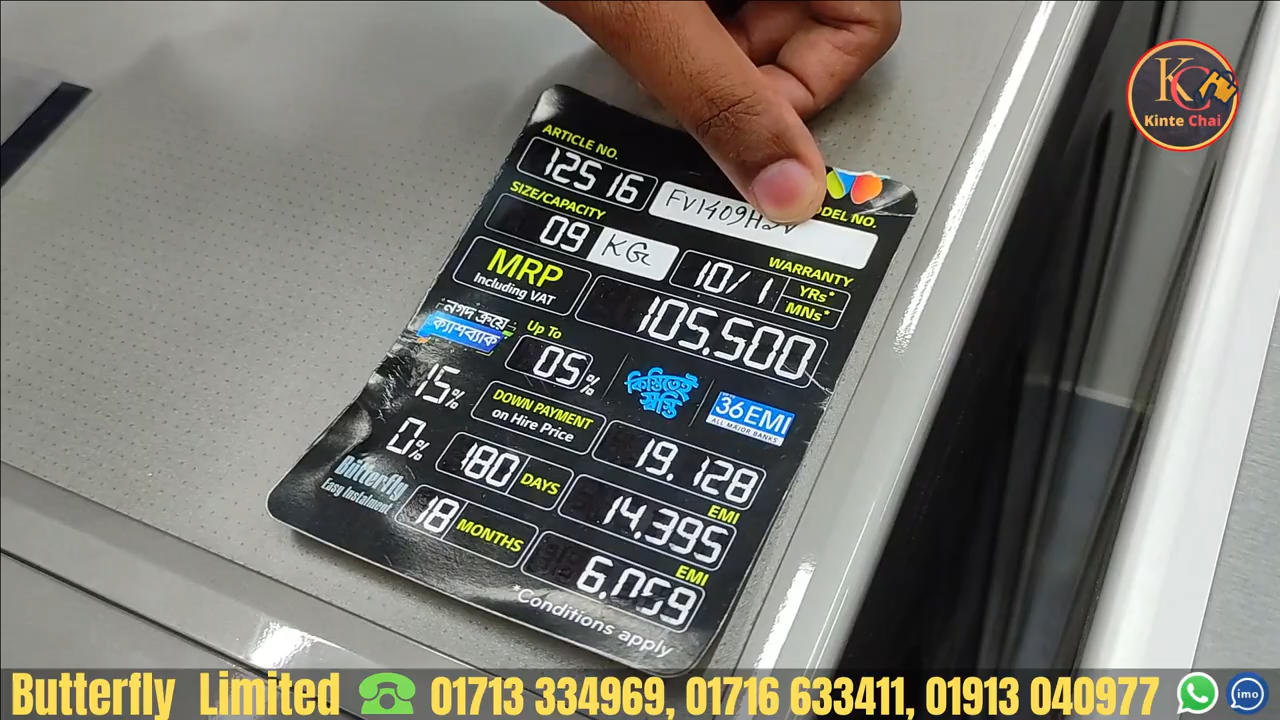 Kinte Chai
ARTICLE NO.
12516
MODEL NO.
SIZE/CAPACITY
09 KG
WARRANTY
10/1 YRs*
MNs*
MRP
Including VAT
105,500
নগদ ক্রয়ে
ক্যাশব্যাক
Up To
05%
কিস্তিতেই
স্বস্তি
36 EMI
ALL MAJOR BANKS
15%
DOWN PAYMENT
on Hire Price
19,128
0%
180 DAYS
EMI
14,395
Butterfly
Easy Instalment
18 MONTHS
EMI
6,059
*Conditions apply
Butterfly Limited 01713 334969, 01716 633411, 01913 040977
imo